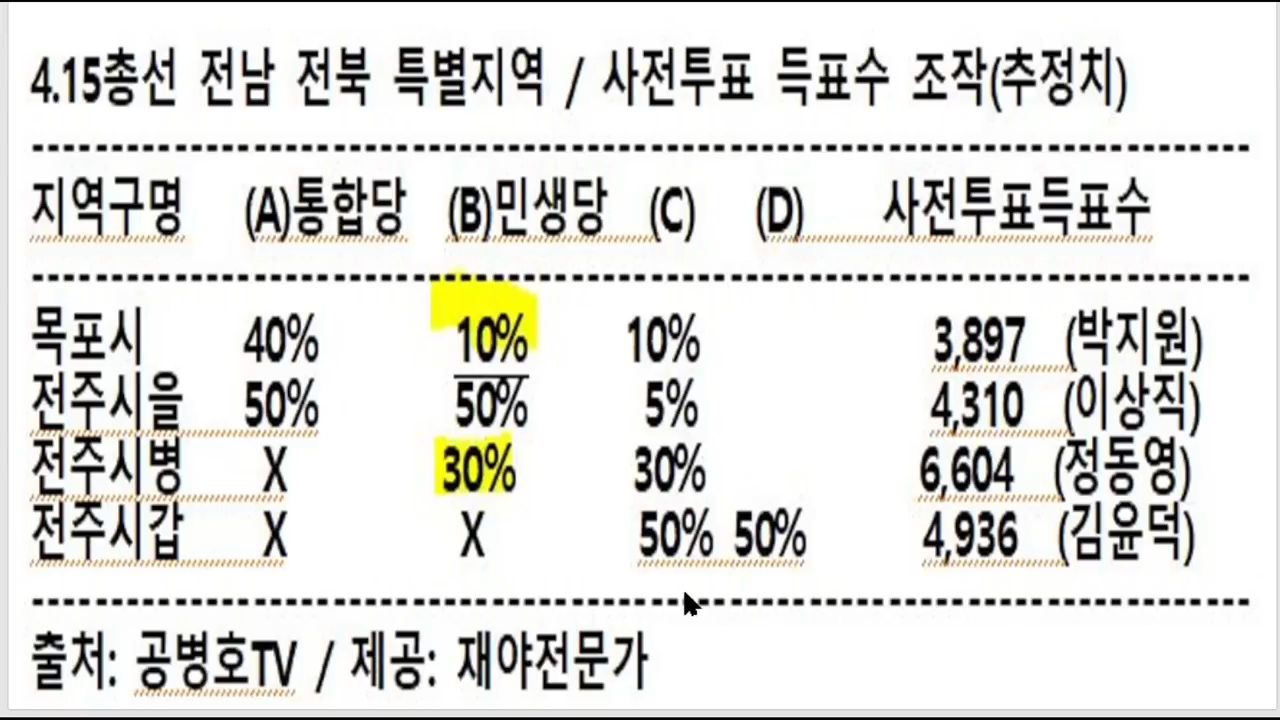 4.15총선 전남 전북 특별지역 / 사전투표 득표수 조작(추정치)
지역구명 (A)통합당 (B)민생당 (C) (D) 사전투표득표수
목포시 40% 10% 10% 3,897 (박지원)
전주시을 50% 50% 5% 4,310 (이상직)
전주시병 X 30% 30% 6,604 (정동영)
전주시갑 X X 50% 50% 4,936 (김윤덕)
출처: 공병호TV / 제공: 재야전문가